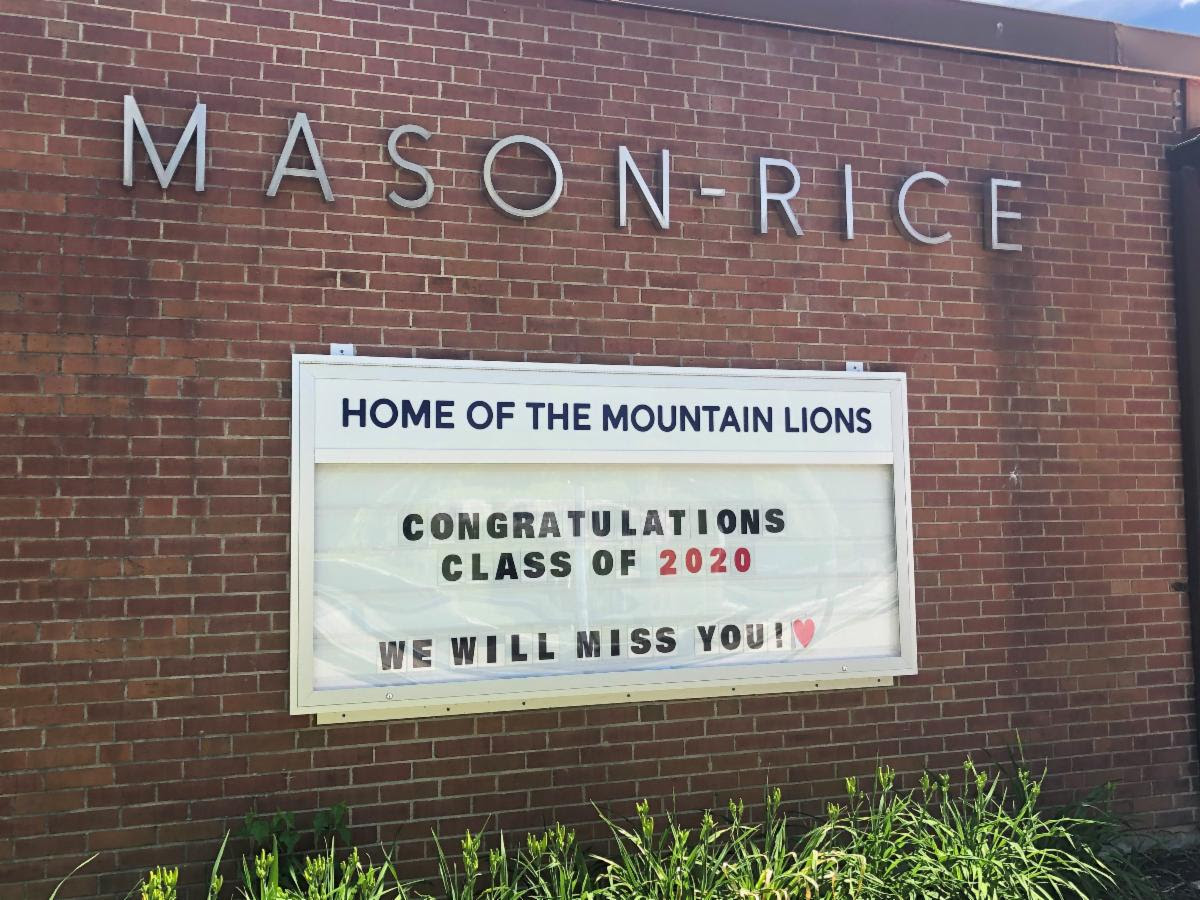 MASON-RICE
HOME OF THE MOUNTAIN LIONS
CONGRATULATIONS
CLASS OF 2020
WE WILL MISS YOU!♥